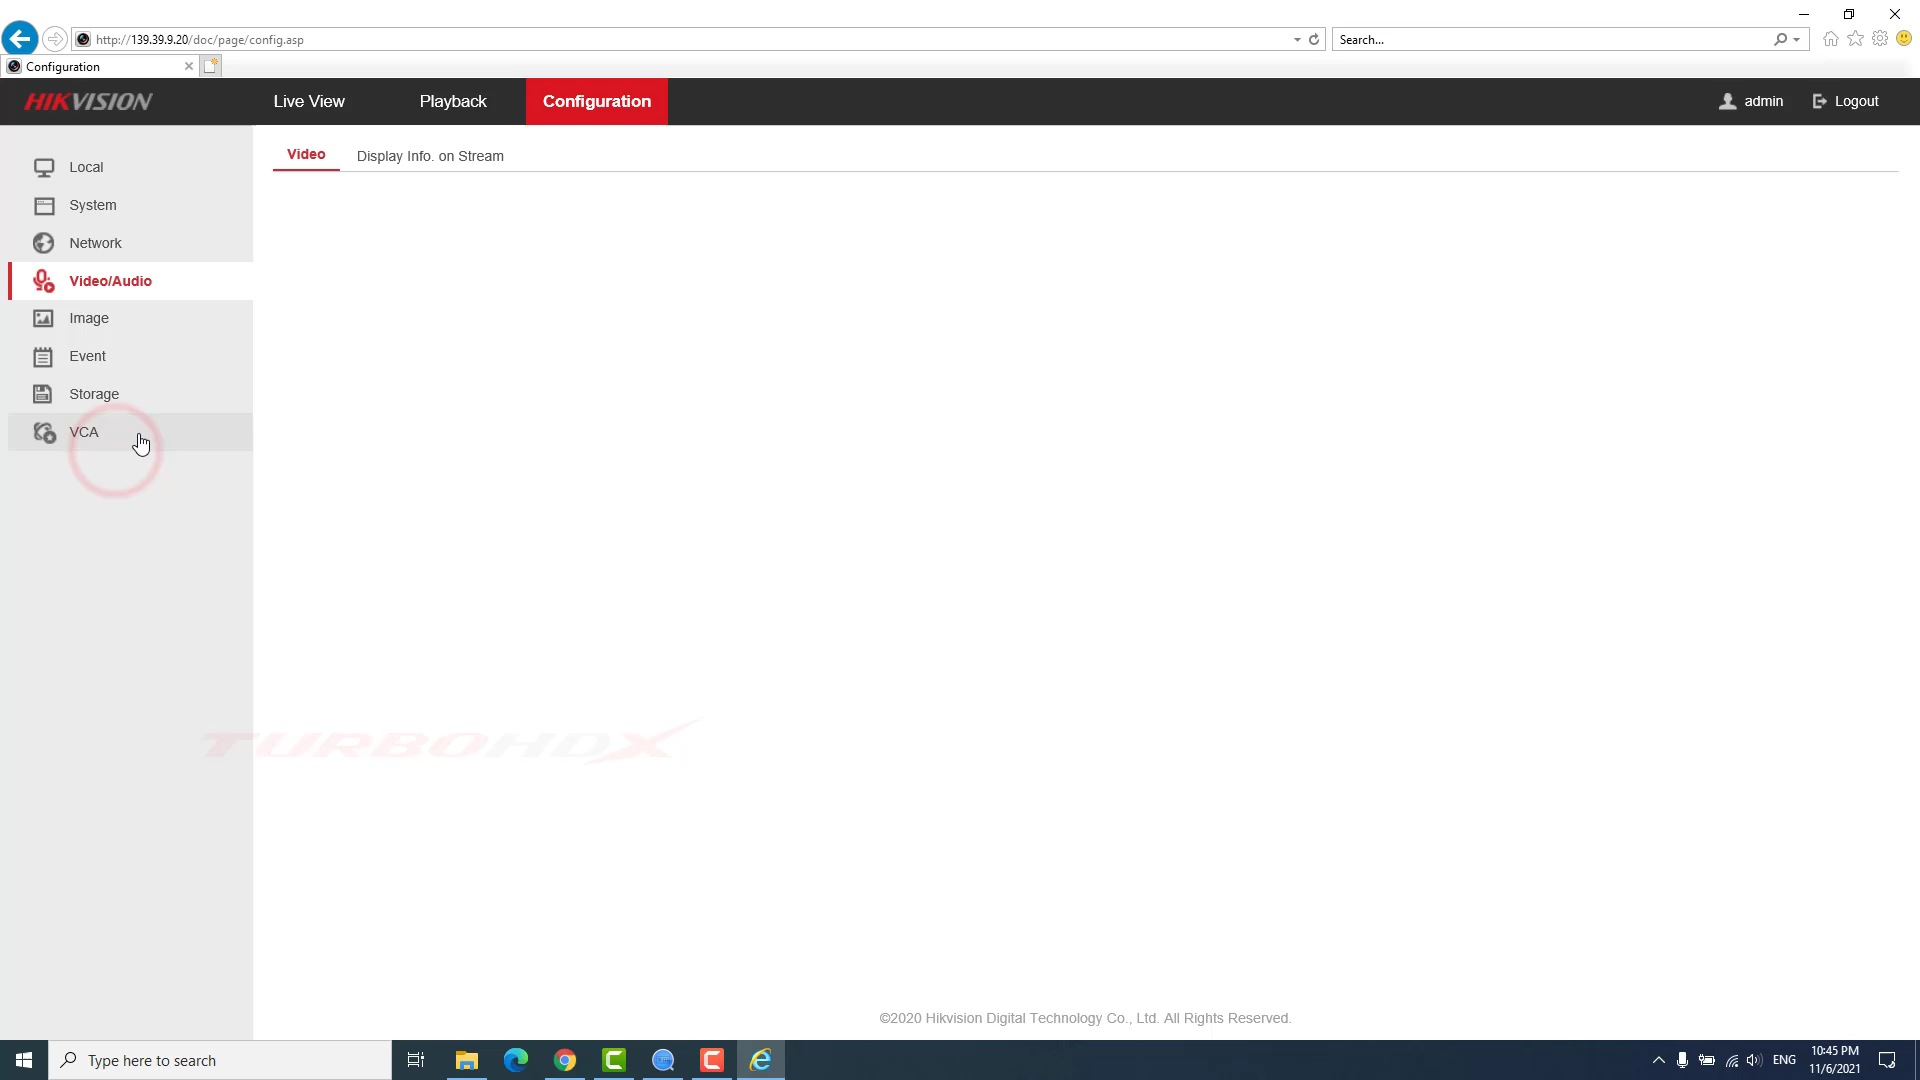 http://139.39.9.20/doc/page/config.asp
Search...
Configuration
HIKVISION
Live View
Playback
Configuration
admin
Logout
Local
System
Network
Video/Audio
Image
Event
Storage
VCA
Video
Display Info. on Stream
TURBOHDX
©2020 Hikvision Digital Technology Co., Ltd. All Rights Reserved.
Type here to search
ENG
10:45 PM
11/6/2021